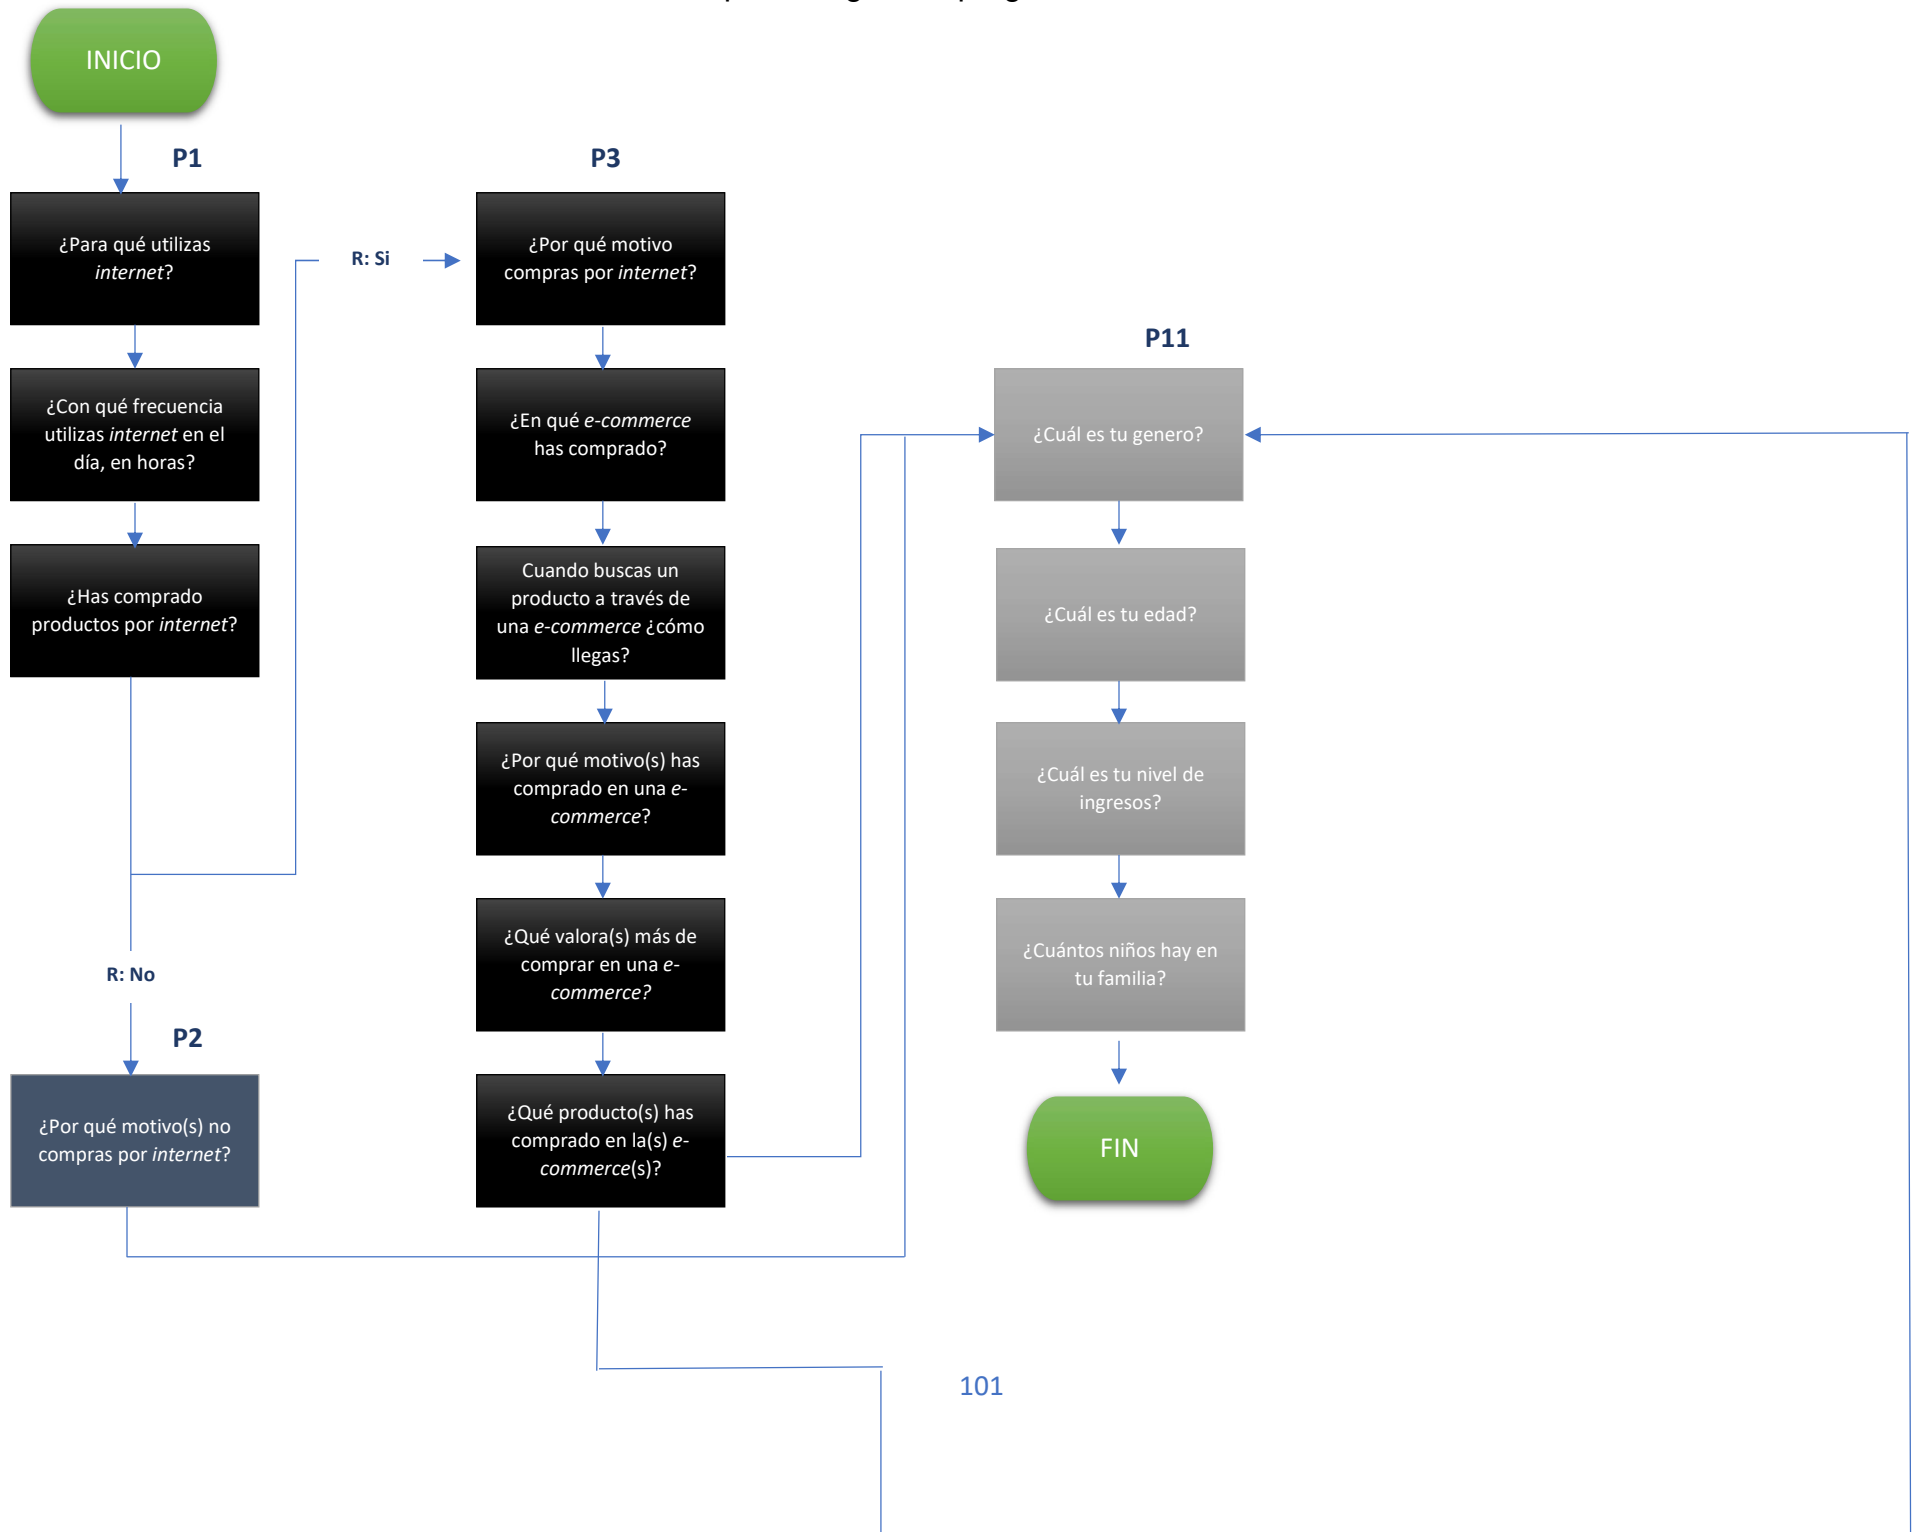 INICIO
P1
¿Para qué utilizas
internet?
¿Con qué frecuencia
utilizas internet en el
día, en horas?
¿Has comprado
productos por internet?
R: Si
R: No
P2
¿Por qué motivo(s) no
compras por internet?
P3
¿Por qué motivo
compras por internet?
¿En qué e-commerce
has comprado?
Cuando buscas un
producto a través de
una e-commerce ¿cómo
llegas?
¿Por qué motivo(s) has
comprado en una e-
commerce?
¿Qué valora(s) más de
comprar en una e-
commerce?
¿Qué producto(s) has
comprado en la(s) e-
commerce(s)?
P11
¿Cuál es tu genero?
¿Cuál es tu edad?
¿Cuál es tu nivel de
ingresos?
¿Cuántos niños hay en
tu familia?
FIN
101